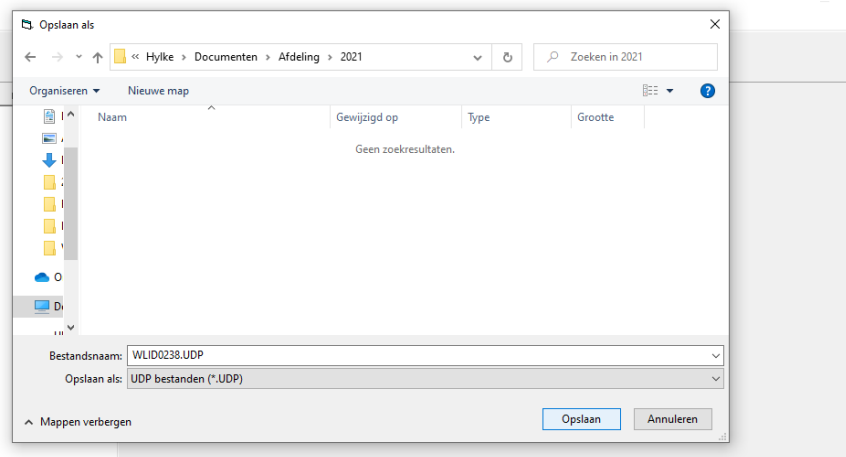 Opslaan als
« Hylke > Documenten > Afdeling > 2021
Zoeken in 2021
Organiseren
Nieuwe map
Naam
Gewijzigd op
Type
Grootte
Geen zoekresultaten.
Bestandsnaam: WLID0238.UDP
Opslaan als: UDP bestanden (*.UDP)
Mappen verbergen
Opslaan
Annuleren